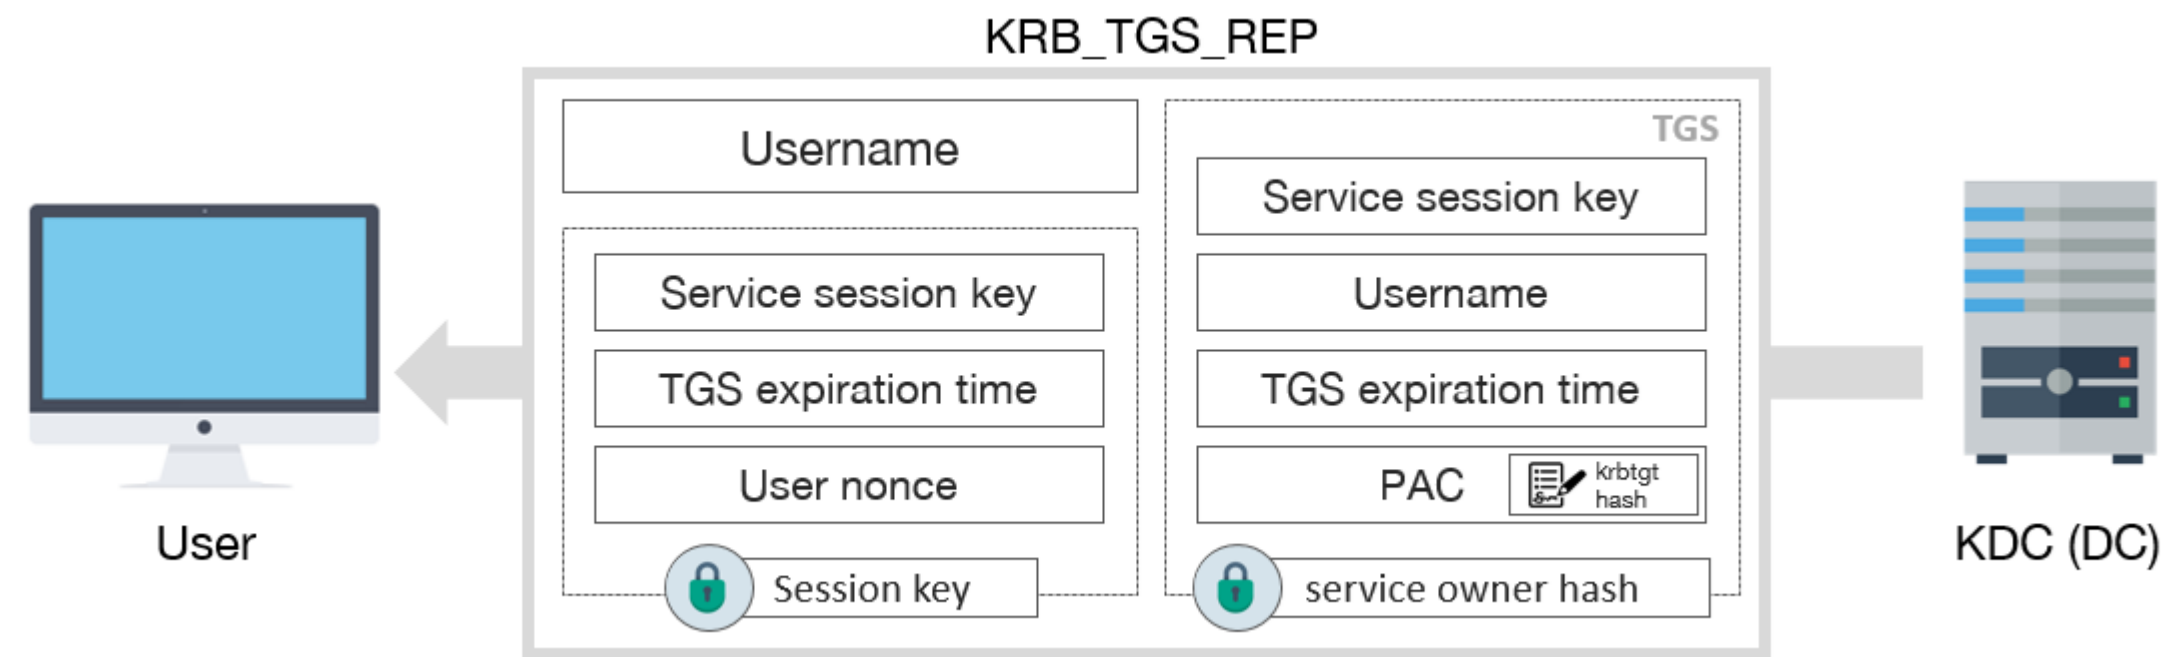 KRB_TGS_REP
Username
Service session key
TGS expiration time
User nonce
Session key
TGS
Service session key
Username
TGS expiration time
PAC
krbtgt
hash
service owner hash
User
KDC (DC)